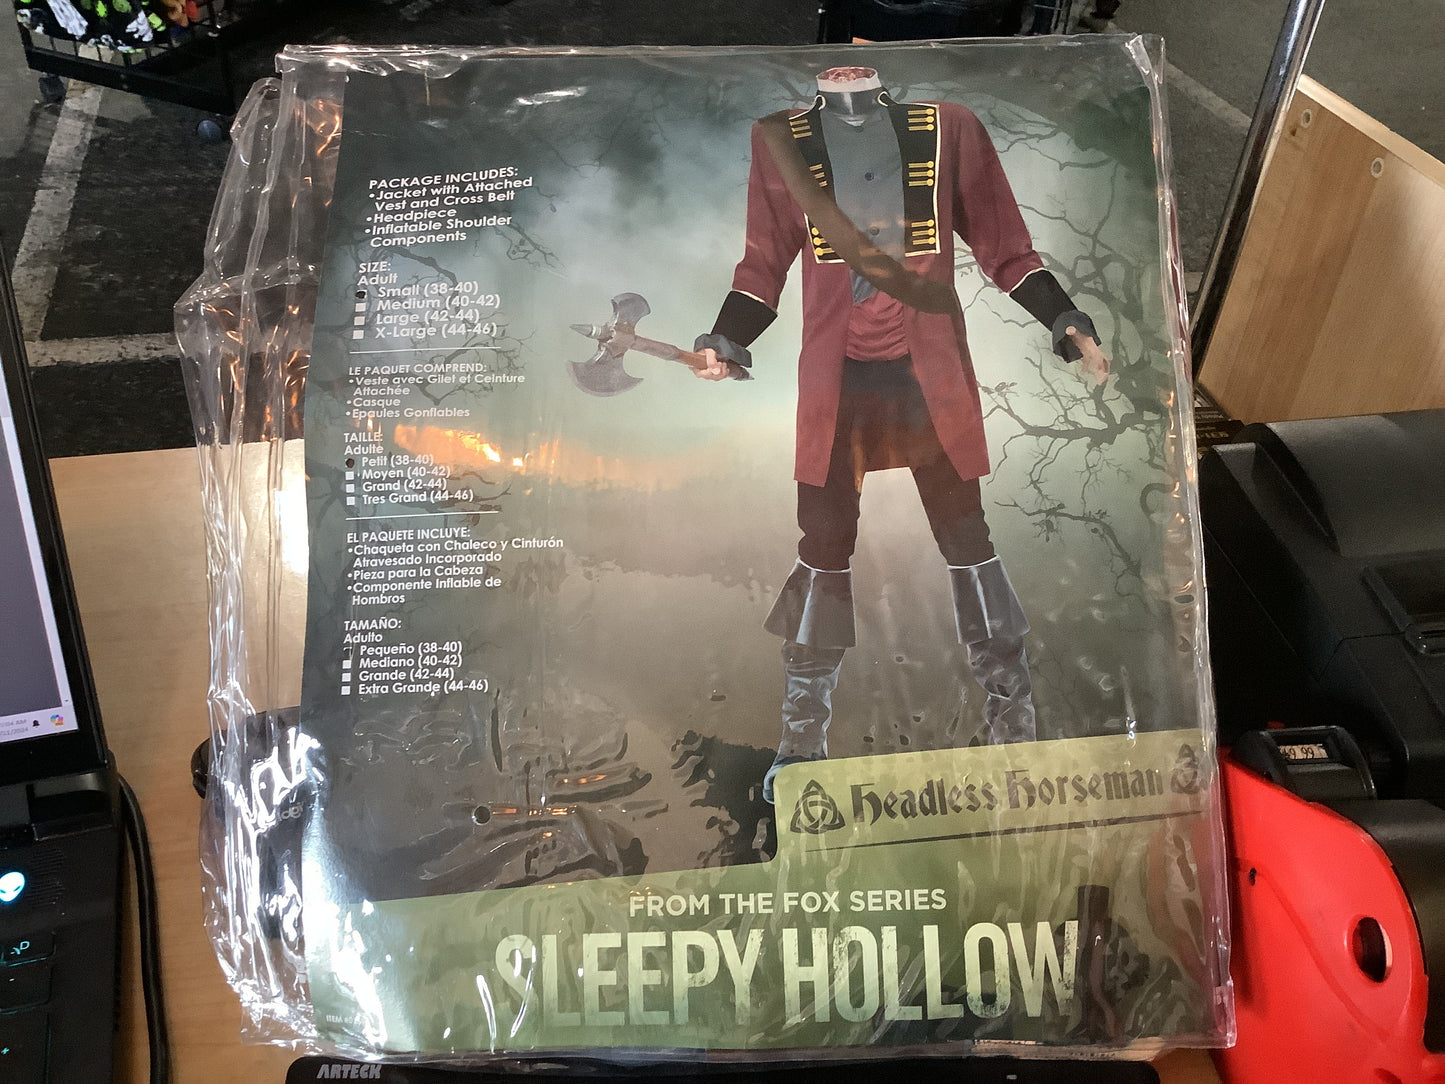 PACKAGE INCLUDES:
•Jacket with Attached
Vest and Cross Belt
•Headpiece
•Inflatable Shoulder
Components
SIZE:
Adult
Small (38-40)
Medium (40-42)
Large (42-44)
X-Large (44-46)
LE PAQUET COMPREND:
•Veste avec Gilet et Ceinture
Attachée
•Casque
•Epaules Gonflables
TAILLE:
Adulte
Petit (38-40)
Moyen (40-42)
Grand (42-44)
Tres Grand (44-46)
EL PAQUETE INCLUYE:
•Chaqueta con Chaleco y Cinturón
Atravesado Incorporado
•Pieza para la Cabeza
•Componente Inflable de
Hombros
TAMAÑO:
Adulto
Pequeño (38-40)
Mediano (40-42)
Grande (42-44)
Extra Grande (44-46)
Headless Horseman
FROM THE FOX SERIES
SLEEPY HOLLOW
ITEM
ARTECK